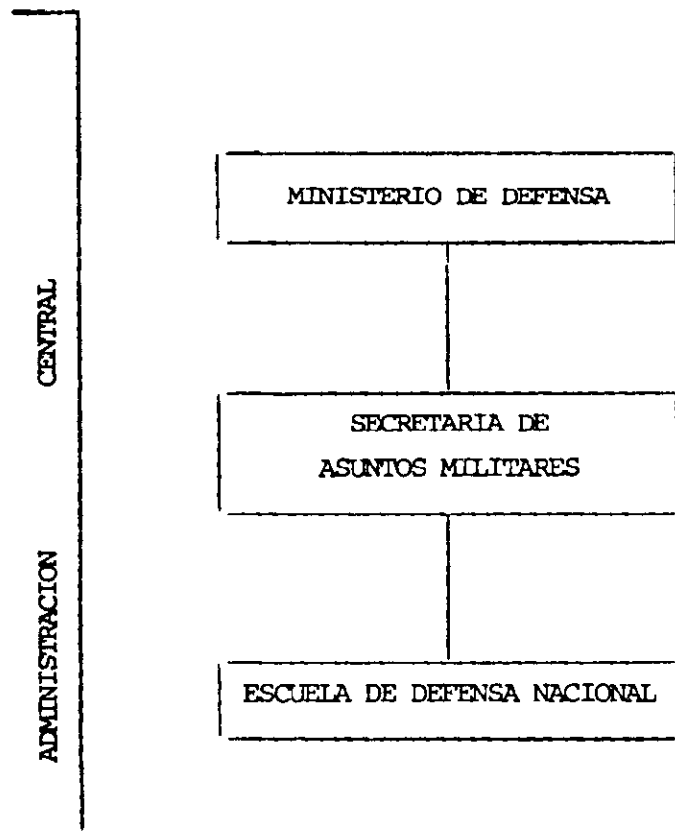 MINISTERIO DE DEFENSA
SECRETARIA DE
ASUNTOS MILITARES
ESCUELA DE DEFENSA NACIONAL
ADMINISTRACION CENTRAL